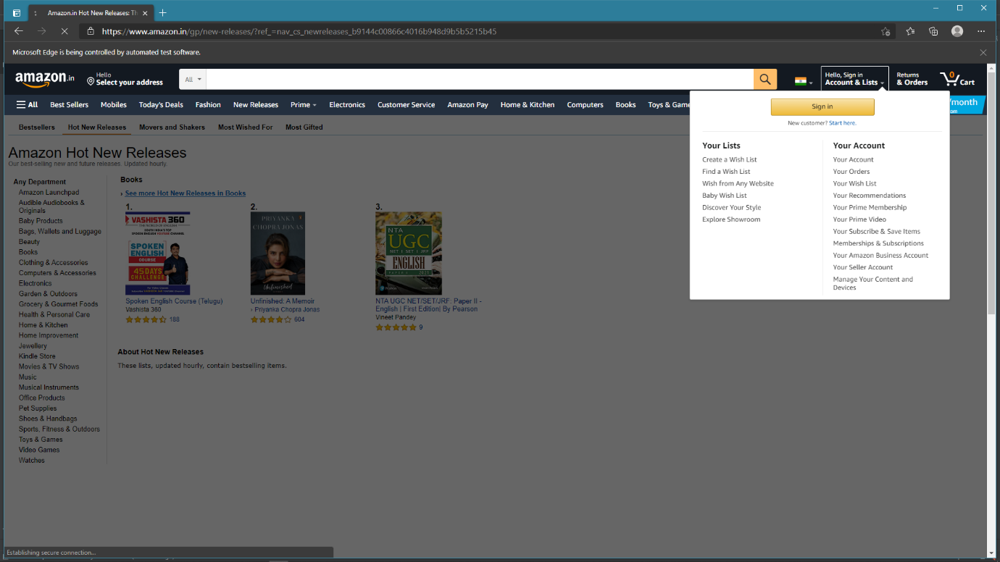 Amazon.in Hot New Releases: Th
https://www.amazon.in/gp/new-releases/?ref_=nav_cs_newreleases_b9144c00866c4016b948d9b5b5215b45
Microsoft Edge is being controlled by automated test software.
amazon.in
Hello
Select your address
All
Hello, Sign in
Account & Lists
Returns
& Orders
0
Cart
All
Best Sellers
Mobiles
Today's Deals
Fashion
New Releases
Prime
Electronics
Customer Service
Amazon Pay
Home & Kitchen
Computers
Books
Toys & Game
/month
Bestsellers
Hot New Releases
Movers and Shakers
Most Wished For
Most Gifted
Sign in
New customer? Start here.
Your Lists
Create a Wish List
Find a Wish List
Wish from Any Website
Baby Wish List
Discover Your Style
Explore Showroom
Your Account
Your Account
Your Orders
Your Wish List
Your Recommendations
Your Prime Membership
Your Prime Video
Your Subscribe & Save Items
Memberships & Subscriptions
Your Amazon Business Account
Your Seller Account
Manage Your Content and
Devices
Amazon Hot New Releases
Our best-selling new and future releases. Updated hourly.
Any Department
Amazon Launchpad
Audible Audiobooks &
Originals
Baby Products
Bags, Wallets and Luggage
Beauty
Books
Clothing & Accessories
Computers & Accessories
Electronics
Garden & Outdoors
Grocery & Gourmet Foods
Health & Personal Care
Home & Kitchen
Home Improvement
Jewellery
Kindle Store
Movies & TV Shows
Music
Musical Instruments
Office Products
Pet Supplies
Shoes & Handbags
Sports, Fitness & Outdoors
Toys & Games
Video Games
Watches
Books
› See more Hot New Releases in Books
1.
VASHISTA 360
THE WORLD OF ENGLISH
SPOKEN
ENGLISH
COURSE
45DAYS
CHALLENGE
Spoken English Course (Telugu)
Vashista 360
188
2.
PRIYANKA
CHOPRA JONAS
Unfinished
Unfinished: A Memoir
› Priyanka Chopra Jonas
604
3.
NTA
UGC
NET | SET | JRF
ENGLISH
PAPER II
2021
NTA UGC NET/SET/JRF: Paper II -
English | First Edition| By Pearson
Vineet Pandey
9
About Hot New Releases
These lists, updated hourly, contain bestselling items.
Establishing secure connection...